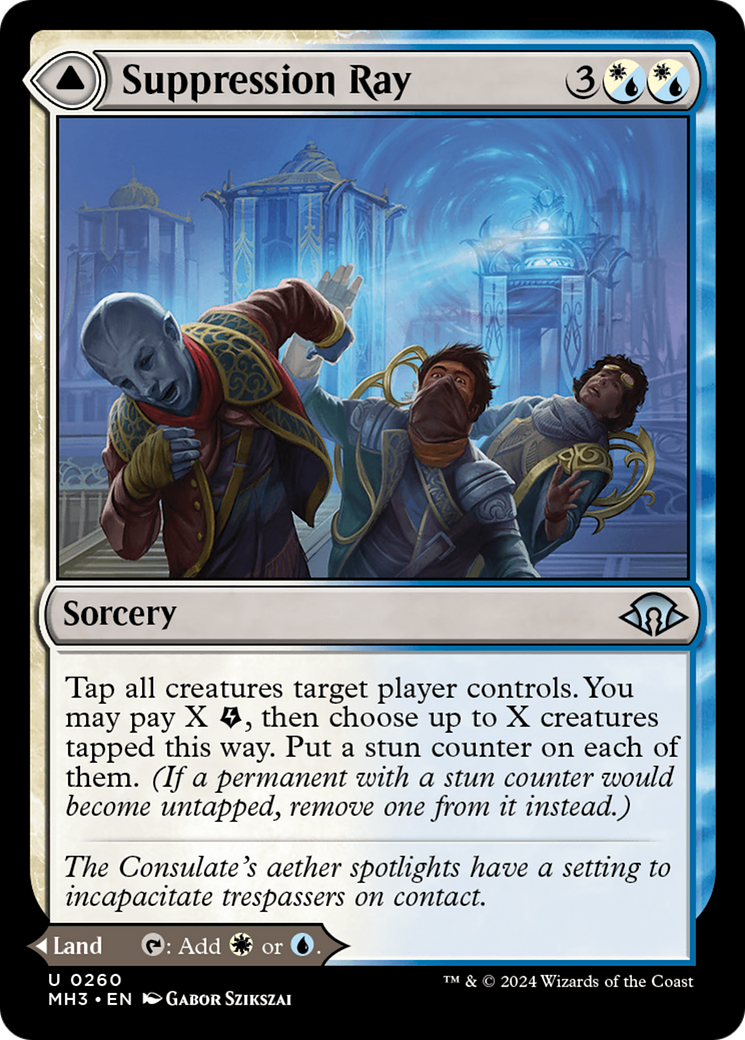 Suppression Ray 3
Sorcery
Tap all creatures target player controls. You
may pay X , then choose up to X creatures
tapped this way. Put a stun counter on each of
them. (If a permanent with a stun counter would
become untapped, remove one from it instead.)
The Consulate's aether spotlights have a setting to
incapacitate trespassers on contact.
Land : Add or .
U 0260
MH3 • EN Gabor Szikszai
™ & © 2024 Wizards of the Coast